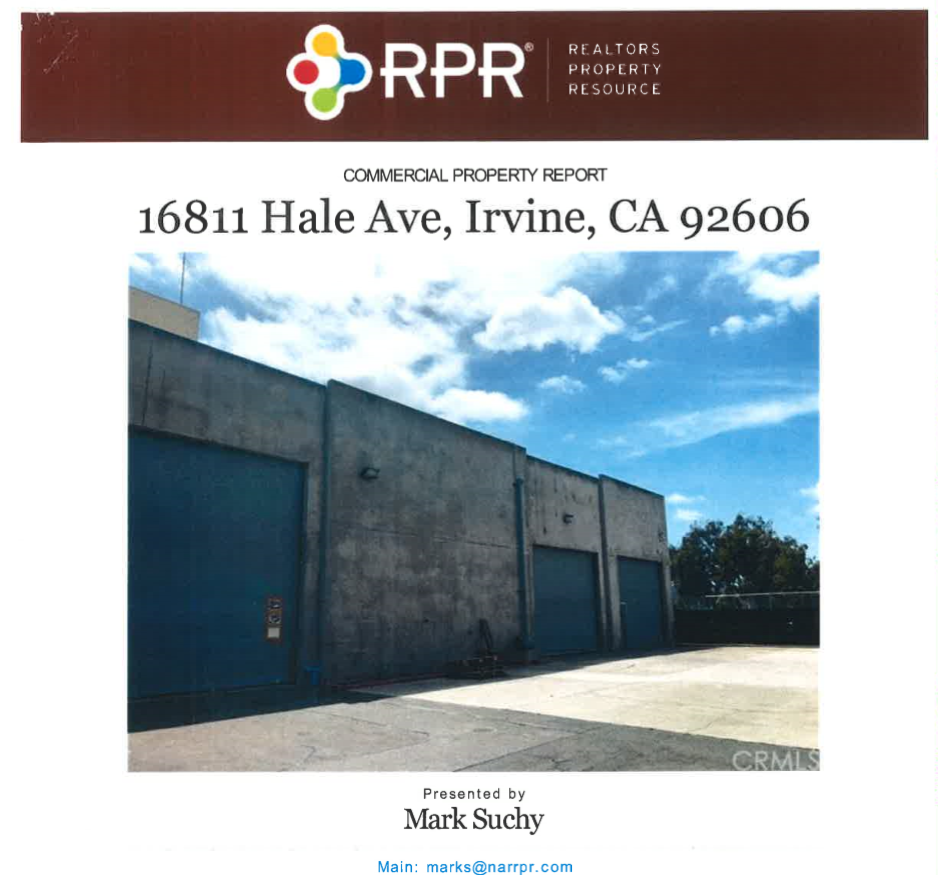 RPR®
REALTORS
PROPERTY
RESOURCE
COMMERCIAL PROPERTY REPORT
16811 Hale Ave, Irvine, CA 92606
CRMLS
Presented by
Mark Suchy
Main: marks@narrpr.com